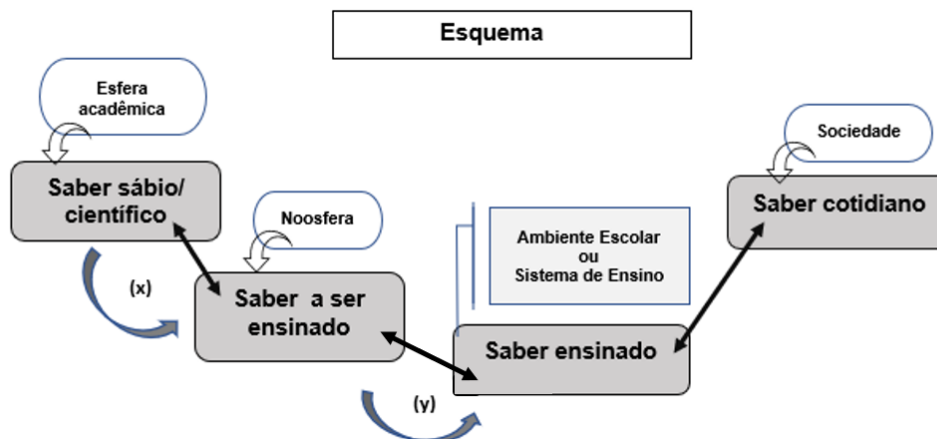 Esquema
Esfera
acadêmica
Saber sábio/
científico
(x)
Noosfera
Saber a ser
ensinado
(y)
Ambiente Escolar
ou
Sistema de Ensino
Saber ensinado
Sociedade
Saber cotidiano